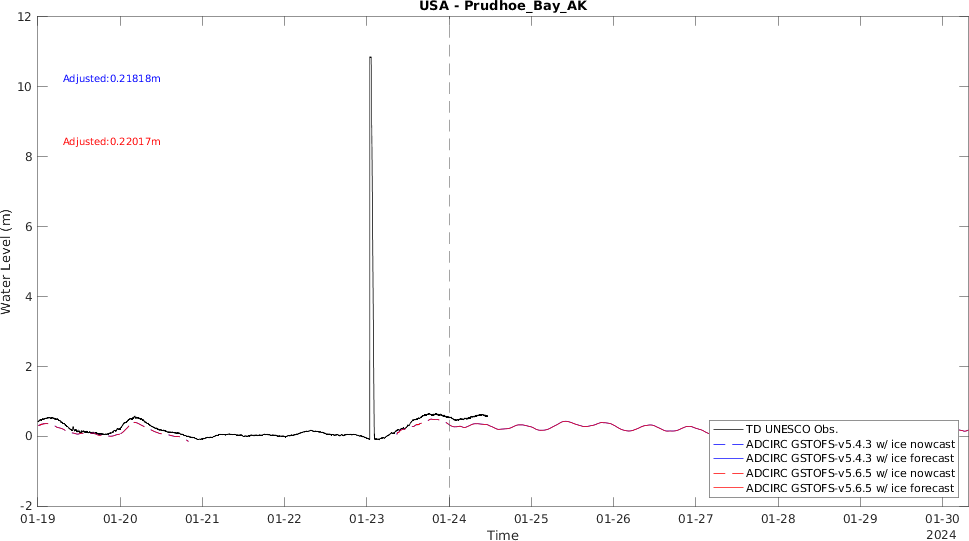 USA - Prudhoe_Bay_AK
12
10
8
6
4
2
0
-2
Water Level (m)
Adjusted:0.21818m
Adjusted:0.22017m
TD UNESCO Obs.
ADCIRC GSTOFS-v5.4.3 w/ ice nowcast
ADCIRC GSTOFS-v5.4.3 w/ ice forecast
ADCIRC GSTOFS-v5.6.5 w/ ice nowcast
ADCIRC GSTOFS-v5.6.5 w/ ice forecast
01-19 01-20 01-21 01-22 01-23 01-24 01-25 01-26 01-27 01-28 01-29 01-30
Time
2024